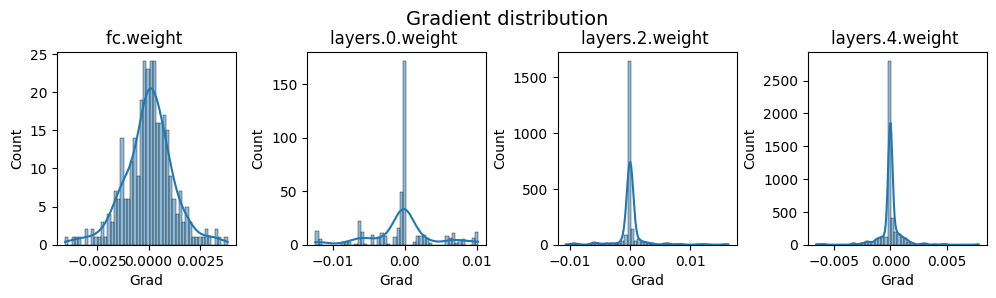 Gradient distribution
fc.weight
layers.0.weight
layers.2.weight
layers.4.weight
25
20
15
10
5
0
Count
−0.0025
0.0000
0.0025
Grad
150
100
50
0
Count
−0.01
0.00
0.01
Grad
1500
1000
500
0
Count
−0.01
0.00
0.01
Grad
2500
2000
1500
1000
500
0
Count
−0.005
0.000
0.005
Grad